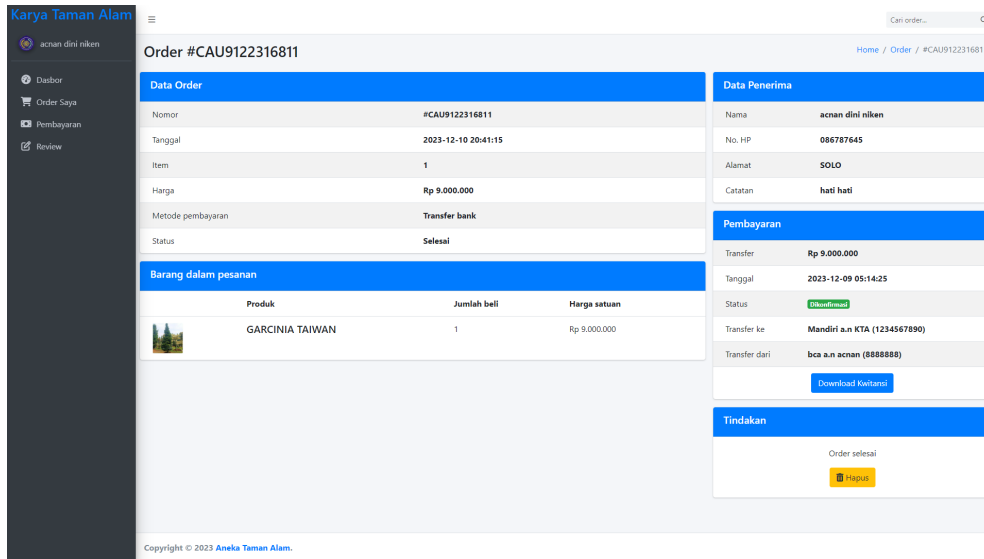 Karya Taman Alam
Cari order...
acnan dini niken
Dasbor
Order Saya
Pembayaran
Review
Order #CAU9122316811
Home / Order / #CAU912231681
Data Order
Nomor #CAU9122316811
Tanggal 2023-12-10 20:41:15
Item 1
Harga Rp 9.000.000
Metode pembayaran Transfer bank
Status Selesai
Barang dalam pesanan
Produk Jumlah beli Harga satuan
GARCINIA TAIWAN 1 Rp 9.000.000
Data Penerima
Nama acnan dini niken
No. HP 086787645
Alamat SOLO
Catatan hati hati
Pembayaran
Transfer Rp 9.000.000
Tanggal 2023-12-09 05:14:25
Status Dikonfirmasi
Transfer ke Mandiri a.n KTA (1234567890)
Transfer dari bca a.n acnan (8888888)
Download Kwitansi
Tindakan
Order selesai
Hapus
Copyright © 2023 Aneka Taman Alam.